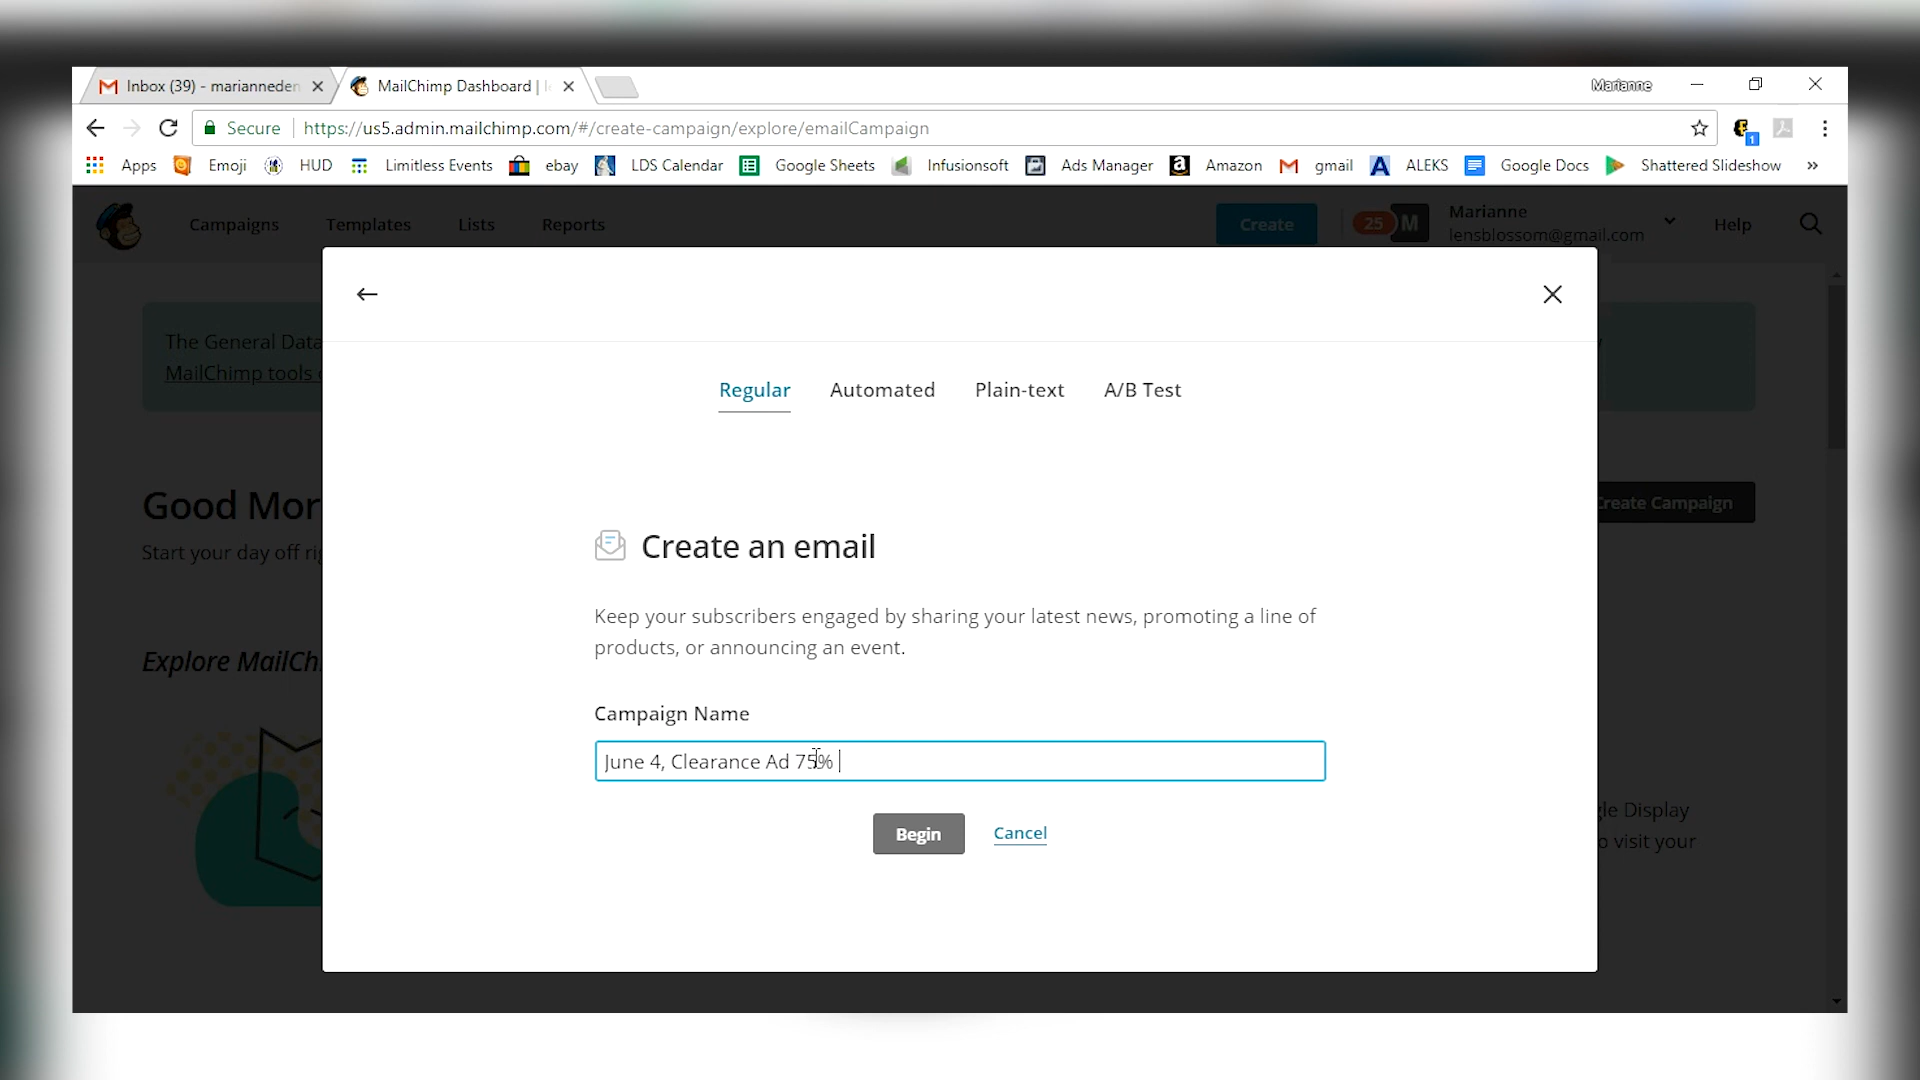 Inbox (39) - marianneden
MailChimp Dashboard |
Marianne
Secure
https://us5.admin.mailchimp.com/#/create-campaign/explore/emailCampaign
1
Apps Emoji HUD Limitless Events ebay LDS Calendar Google Sheets Infusionsoft Ads Manager Amazon gmail ALEKS Google Docs Shattered Slideshow »
Campaigns Templates Lists Reports
Create
25
M
Marianne
lensblossom@gmail.com
Help
The General Data
MailChimp tools
Regular Automated Plain-text A/B Test
Good Mor
Create Campaign
Start your day off
Create an email
Keep your subscribers engaged by sharing your latest news, promoting a line of
products, or announcing an event.
Explore MailCh
Campaign Name
June 4, Clearance Ad 75%
Begin
Cancel
gle Display
o visit your